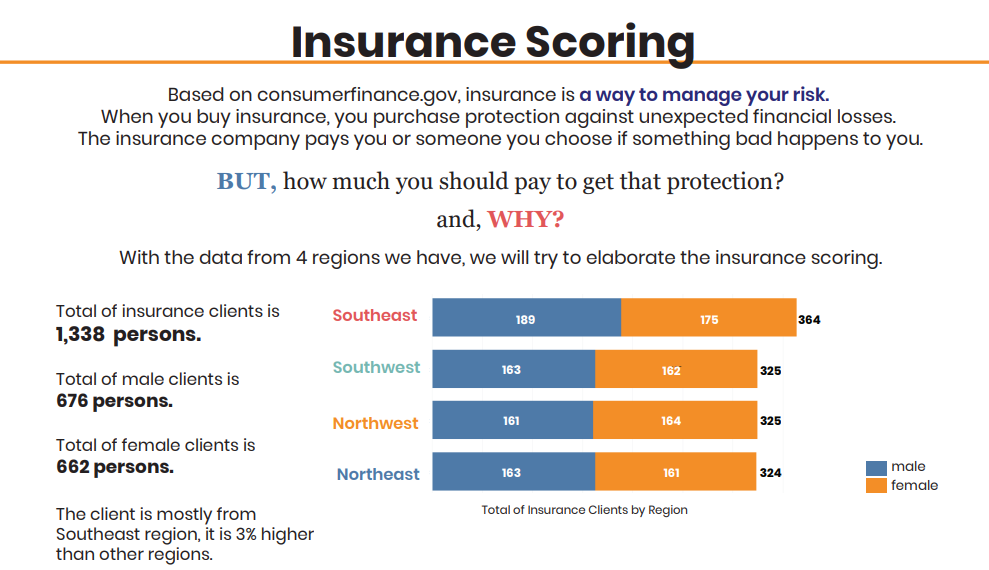 Insurance Scoring
Based on consumerfinance.gov, insurance is a way to manage your risk.
When you buy insurance, you purchase protection against unexpected financial losses.
The insurance company pays you or someone you choose if something bad happens to you.
BUT, how much you should pay to get that protection?
and, WHY?
With the data from 4 regions we have, we will try to elaborate the insurance scoring.
Total of insurance clients is
1,338 persons.
Total of male clients is
676 persons.
Total of female clients is
662 persons.
The client is mostly from
Southeast region, it is 3% higher
than other regions.
Southeast 189 175 364
Southwest 163 162 325
Northwest 161 164 325
Northeast 163 161 324
Total of Insurance Clients by Region
male
female